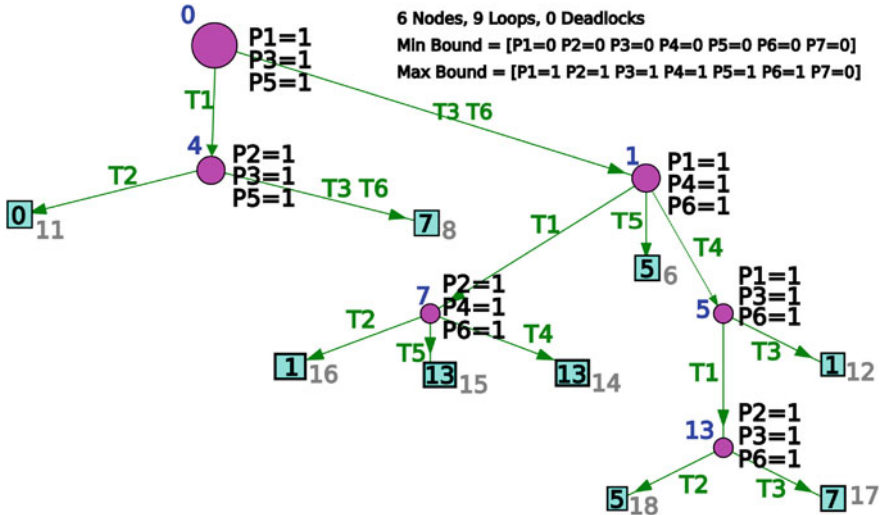 0
P1=1
P3=1
P5=1
6 Nodes, 9 Loops, 0 Deadlocks
Min Bound = [P1=0 P2=0 P3=0 P4=0 P5=0 P6=0 P7=0]
Max Bound = [P1=1 P2=1 P3=1 P4=1 P5=1 P6=1 P7=0]
T1
T3 T6
4
P2=1
P3=1
P5=1
1
P1=1
P4=1
P6=1
T2
T3 T6
0
11
7
8
T1
T5
T4
5
6
7
P2=1
P4=1
P6=1
5
P1=1
P3=1
P6=1
T2
T5
T4
T3
1
16
13
15
13
14
1
12
T1
13
P2=1
P3=1
P6=1
T2
T3
5
18
7
17